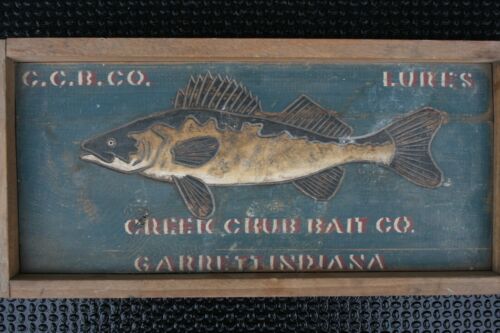 C.C.B.CO. LURES
CREEK CHUB BAIT CO.
GARRETT, INDIANA